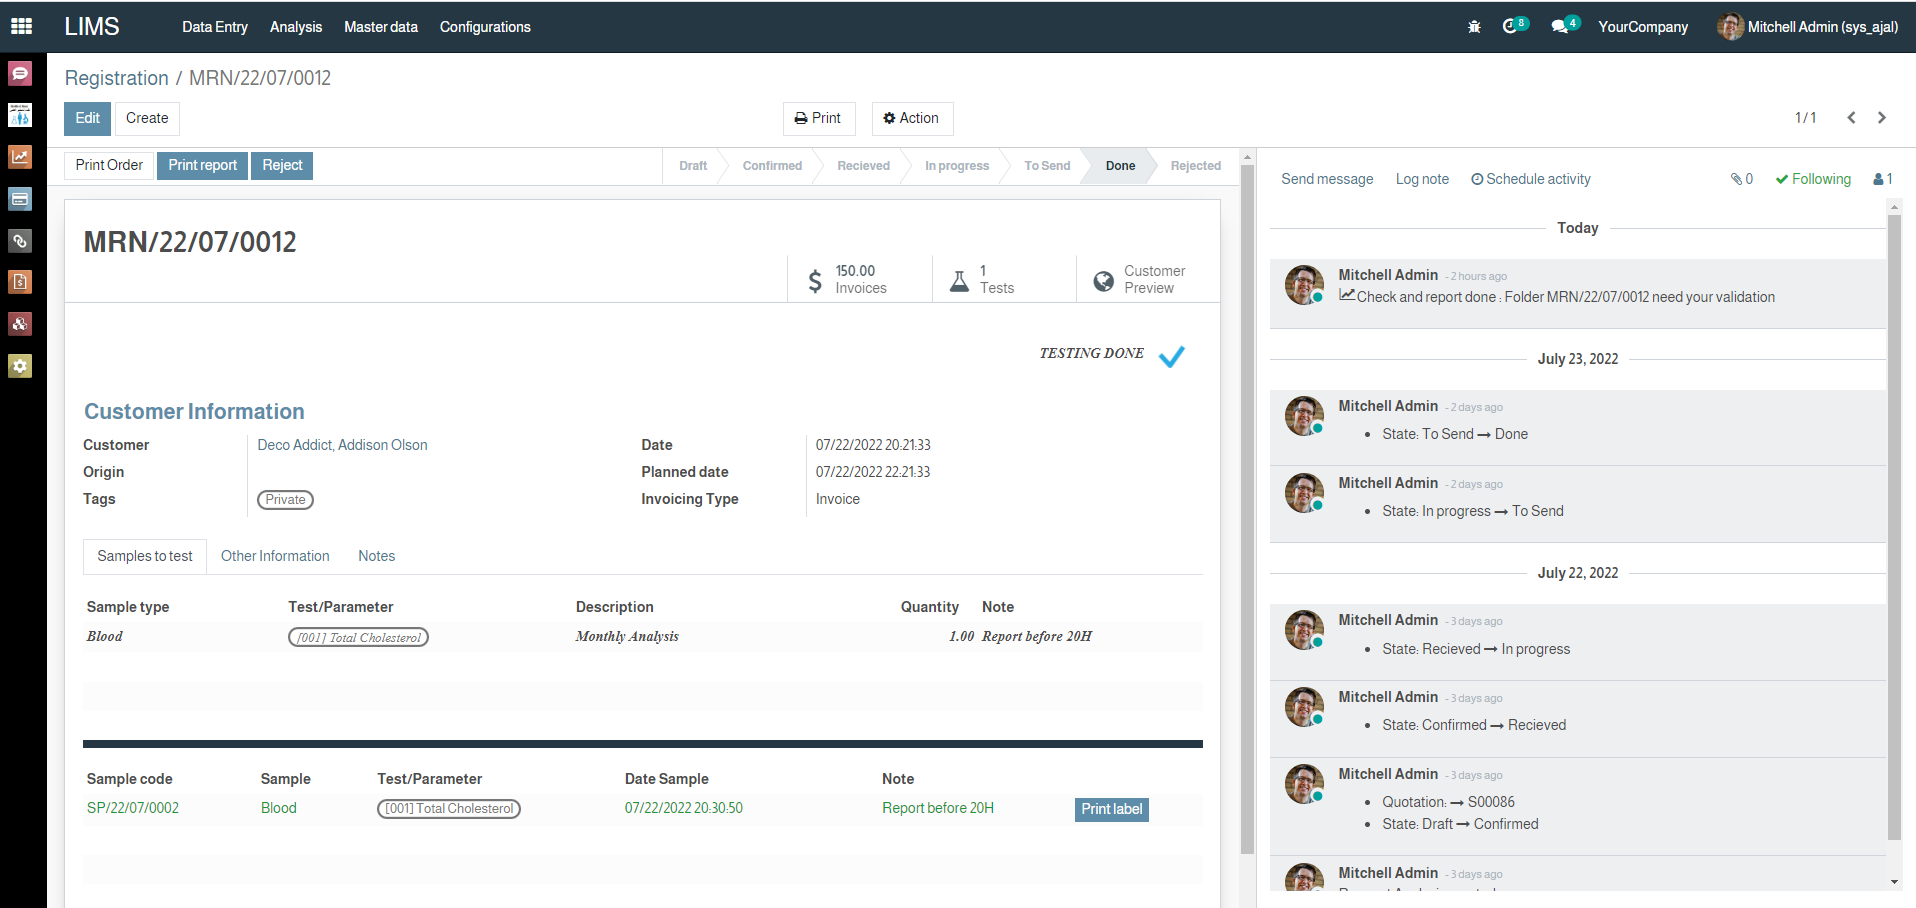 LIMS Data Entry Analysis Master data Configurations 8 4 YourCompany Mitchell Admin (sys_ajal)
Registration / MRN/22/07/0012
Edit Create Print Action 1/1
Print Order Print report Reject Draft Confirmed Recieved In progress To Send Done Rejected
MRN/22/07/0012
150.00 Invoices
1 Tests
Customer Preview
TESTING DONE
Customer Information
Customer Deco Addict, Addison Olson Date 07/22/2022 20:21:33
Origin Planned date 07/22/2022 22:21:33
Tags Private Invoicing Type Invoice
Samples to test Other Information Notes
Sample type Test/Parameter Description Quantity Note
Blood [001] Total Cholesterol Monthly Analysis 1.00 Report before 20H
Sample code Sample Test/Parameter Date Sample Note
SP/22/07/0002 Blood [001] Total Cholesterol 07/22/2022 20:30:50 Report before 20H Print label
Send message Log note Schedule activity 0 Following 1
Today
Mitchell Admin - 2 hours ago
Check and report done : Folder MRN/22/07/0012 need your validation
July 23, 2022
Mitchell Admin - 2 days ago
• State: To Send → Done
Mitchell Admin - 2 days ago
• State: In progress → To Send
July 22, 2022
Mitchell Admin - 3 days ago
• State: Recieved → In progress
Mitchell Admin - 3 days ago
• State: Confirmed → Recieved
Mitchell Admin - 3 days ago
• Quotation: → S00086
• State: Draft → Confirmed
Mitchell Admin - 3 days ago